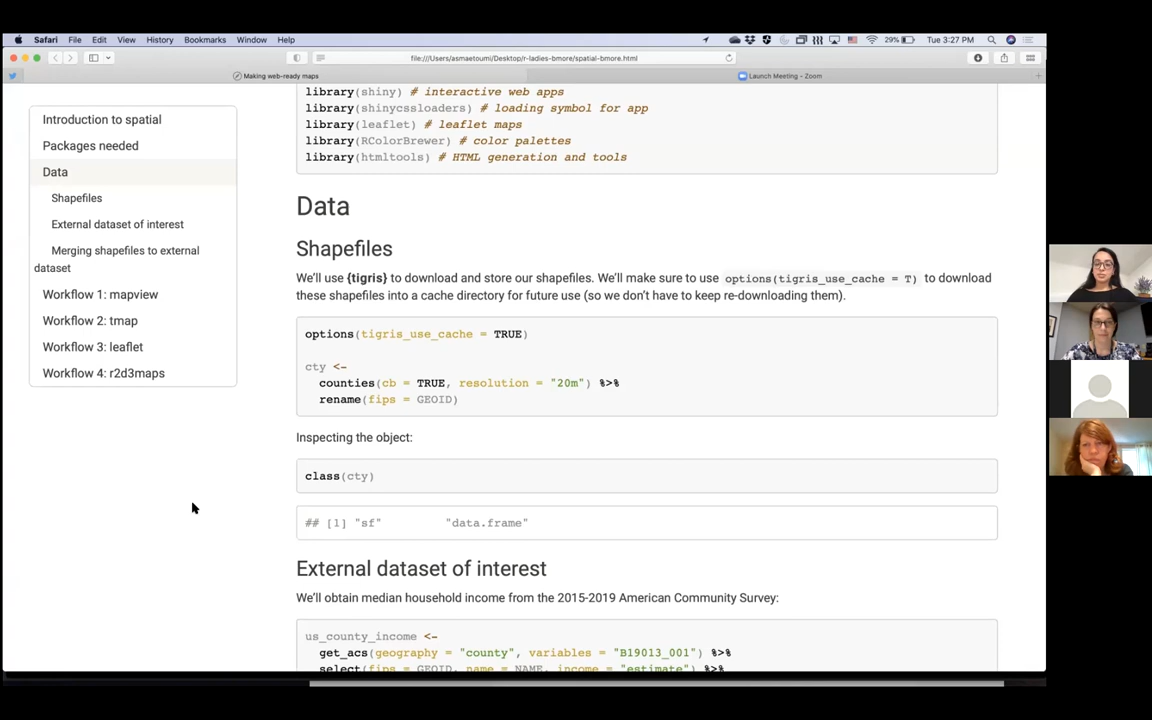 Safari File Edit View History Bookmarks Window Help 29% Tue 3:27 PM
file:///Users/asmaetoumi/Desktop/r-ladies-bmore/spatial-bmore.html
Making web-ready maps
Launch Meeting - Zoom
Introduction to spatial
Packages needed
Data
Shapefiles
External dataset of interest
Merging shapefiles to external
dataset
Workflow 1: mapview
Workflow 2: tmap
Workflow 3: leaflet
Workflow 4: r2d3maps
library(shiny) # interactive web apps
library(shinycssloaders) # loading symbol for app
library(leaflet) # leaflet maps
library(RColorBrewer) # color palettes
library(htmltools) # HTML generation and tools
Data
Shapefiles
We'll use {tigris} to download and store our shapefiles. We'll make sure to use options(tigris_use_cache = T) to download
these shapefiles into a cache directory for future use (so we don't have to keep re-downloading them).
options(tigris_use_cache = TRUE)
cty <-
counties(cb = TRUE, resolution = "20m") %>%
rename(fips = GEOID)
Inspecting the object:
class(cty)
## [1] "sf" "data.frame"
External dataset of interest
We'll obtain median household income from the 2015-2019 American Community Survey:
us_county_income <-
get_acs(geography = "county", variables = "B19013_001") %>%
select(fips = GEOID, name = NAME, income = "estimate") %>%